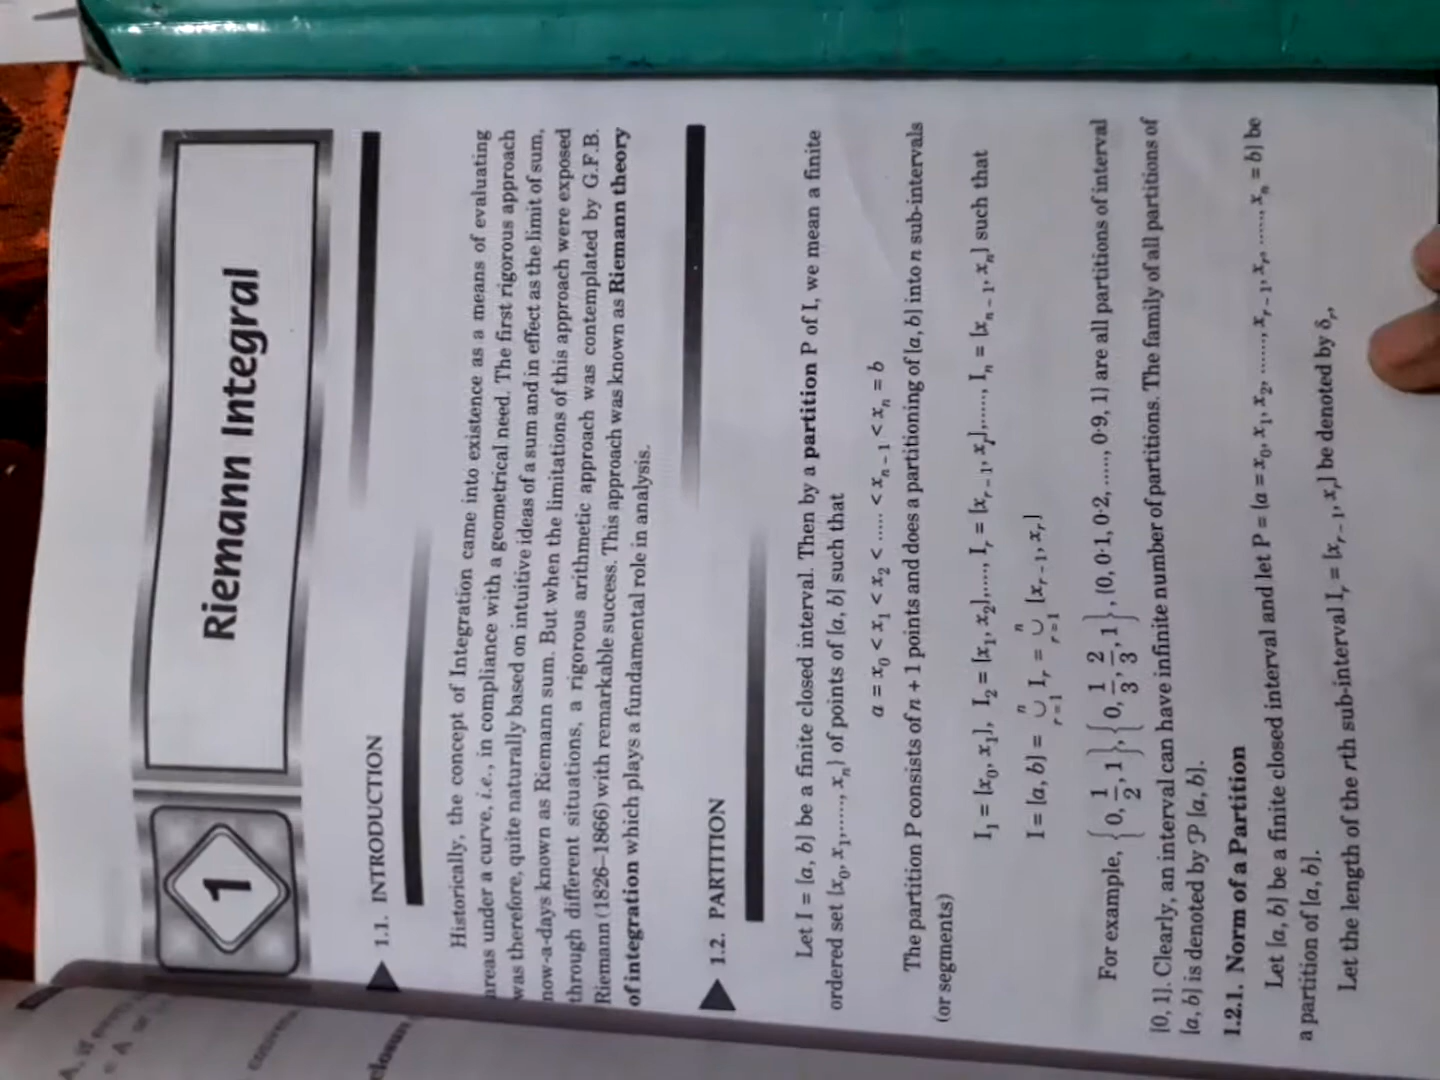 1
Riemann Integral
1.1. INTRODUCTION
Historically, the concept of Integration came into existence as a means of evaluating
areas under a curve, i.e., in compliance with a geometrical need. The first rigorous approach
was therefore, quite naturally based on intuitive ideas of a sum and in effect as the limit of sum,
now-a-days known as Riemann sum. But when the limitations of this approach were exposed
through different situations, a rigorous arithmetic approach was contemplated by G.F.B.
Riemann (1826–1866) with remarkable success. This approach was known as Riemann theory
of integration which plays a fundamental role in analysis.
1.2. PARTITION
Let I = [a, b] be a finite closed interval. Then by a partition P of I, we mean a finite
ordered set {x₀, x₁,......, xₙ} of points of [a, b] such that
a = x₀ < x₁ < x₂ < ..... < xₙ₋₁ < xₙ = b
The partition P consists of n + 1 points and does a partitioning of [a, b] into n sub-intervals
(or segments)
I₁ = [x₀, x₁], I₂ = [x₁, x₂],...., Iᵣ = [xᵣ₋₁, xᵣ],....., Iₙ = [xₙ₋₁, xₙ] such that
I = [a, b] = ∪ⁿᵣ₌₁ Iᵣ = ∪ⁿᵣ₌₁ [xᵣ₋₁, xᵣ]
For example, {0, 1/2, 1}, {0, 1/3, 2/3, 1}, {0, 0·1, 0·2, ......, 0·9, 1} are all partitions of interval
[0, 1]. Clearly, an interval can have infinite number of partitions. The family of all partitions of
[a, b] is denoted by 𝒫 [a, b].
1.2.1. Norm of a Partition
Let [a, b] be a finite closed interval and let P = {a = x₀, x₁, x₂, ......, xᵣ₋₁, xᵣ, ......, xₙ = b} be
a partition of [a, b].
Let the length of the rth sub-interval Iᵣ = [xᵣ₋₁, xᵣ] be denoted by δᵣ,